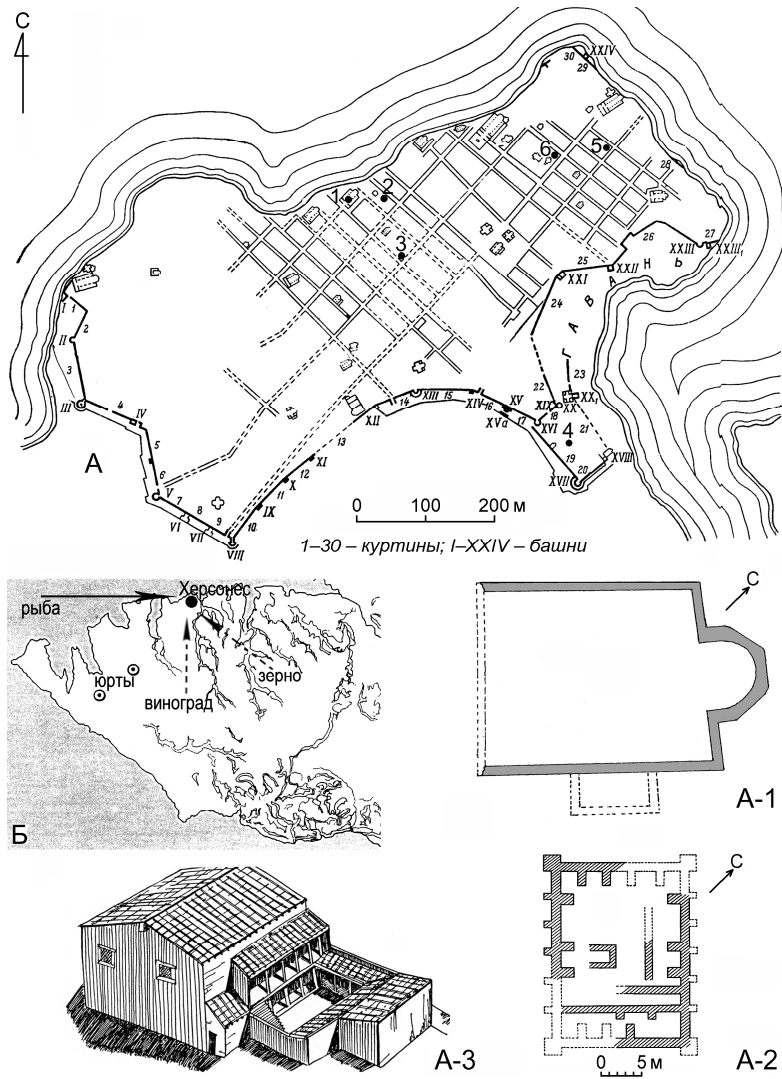 С
30
XXIV
29
6
5
1
2
28
3
26
27
XXIII
XXIII₁
25
XXII
Н
Ь
XXI
А
24
В
А
Г
I
1
2
II
3
III
4
IV
5
6
V
7
8
9
VI
VII
VIII
10
IX
11
X
12
XI
13
XII
14
XIII
15
XIV
16
XV
XVa
17
XVI
18
XIX
XX
XX₁
22
23
21
4
19
20
XVII
XVIII
А
0 100 200 м
1–30 – куртины; I–XXIV – башни
Херсонес
рыба
юрты
виноград
зерно
Б
С
А-1
А-3
С
0 5 м
А-2